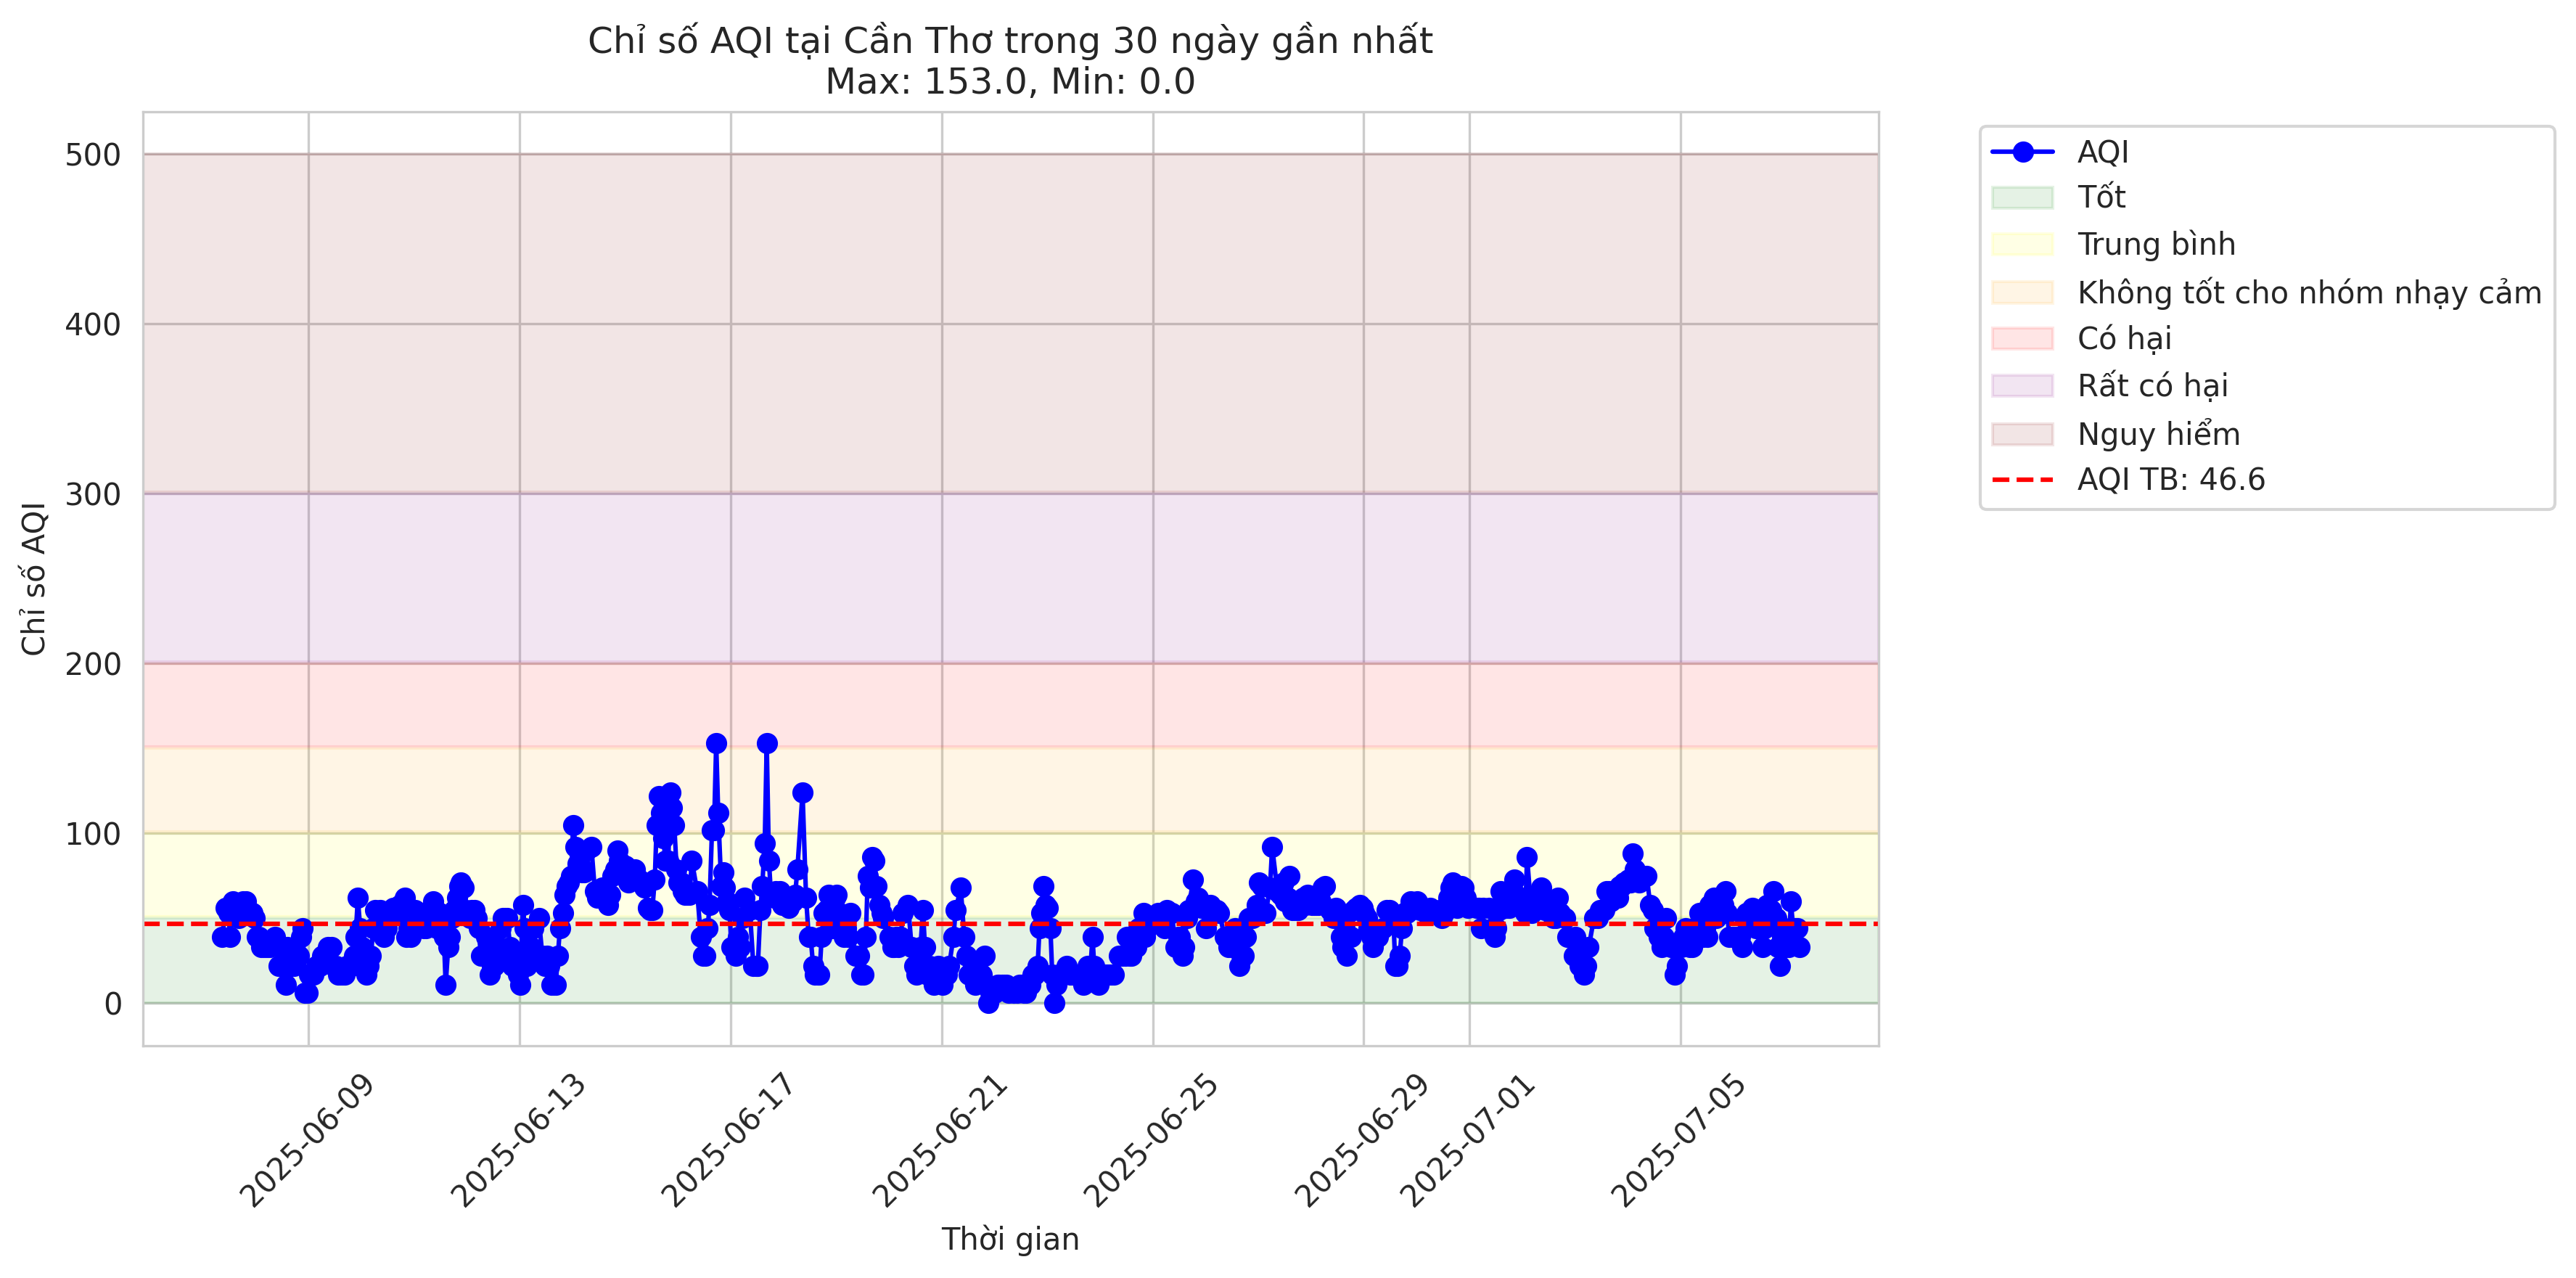 Chỉ số AQI tại Cần Thơ trong 30 ngày gần nhất
Max: 153.0, Min: 0.0
Chỉ số AQI
500
400
300
200
100
0
2025-06-09
2025-06-13
2025-06-17
2025-06-21
2025-06-25
2025-06-29
2025-07-01
2025-07-05
Thời gian
AQI
Tốt
Trung bình
Không tốt cho nhóm nhạy cảm
Có hại
Rất có hại
Nguy hiểm
AQI TB: 46.6